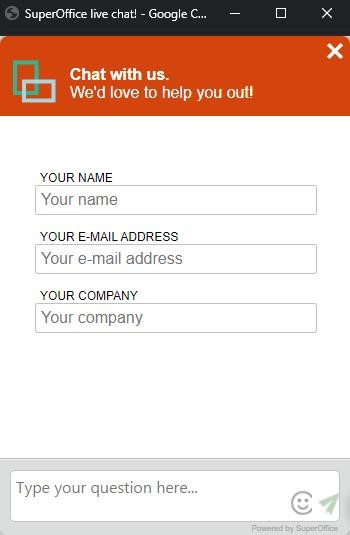 SuperOffice live chat! - Google C...
Chat with us.
We'd love to help you out!
YOUR NAME
Your name
YOUR E-MAIL ADDRESS
Your e-mail address
YOUR COMPANY
Your company
Type your question here...
Powered by SuperOffice